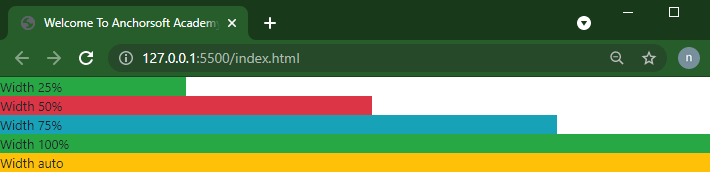 Welcome To Anchorsoft Academy
127.0.0.1:5500/index.html
n
Width 25%
Width 50%
Width 75%
Width 100%
Width auto